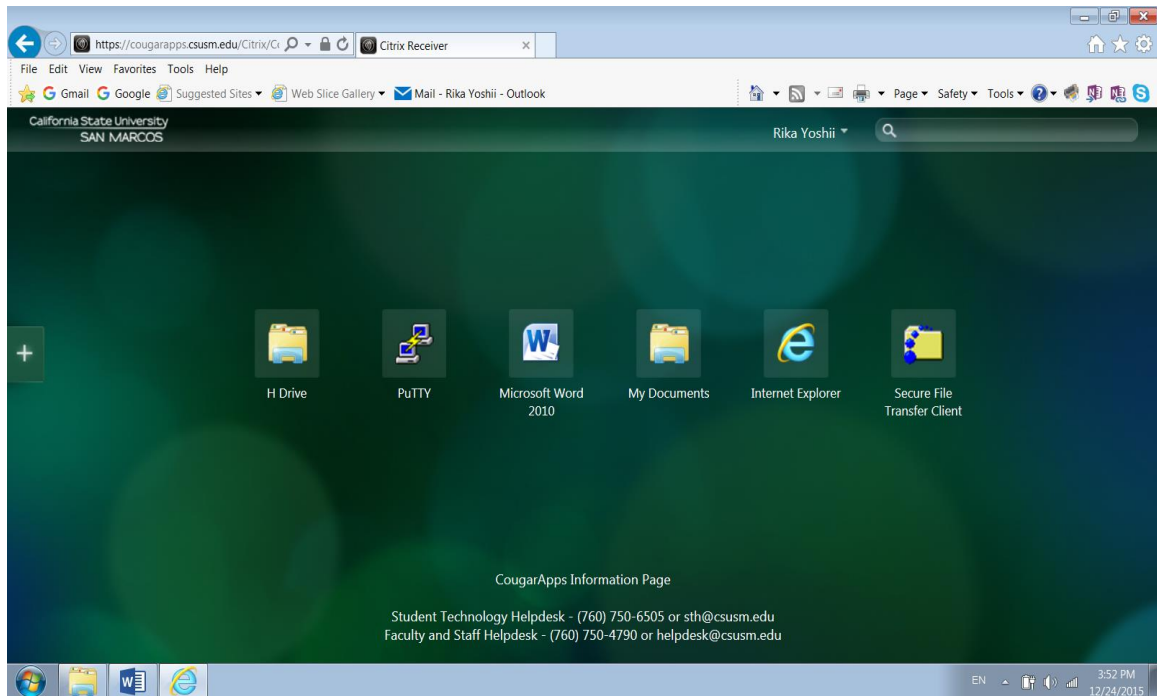 https://cougarapps.csusm.edu/Citrix/Cc
Citrix Receiver
File Edit View Favorites Tools Help
Gmail Google Suggested Sites Web Slice Gallery Mail - Rika Yoshii - Outlook Page Safety Tools
California State University
SAN MARCOS
Rika Yoshii
H Drive
PuTTY
Microsoft Word
2010
My Documents
Internet Explorer
Secure File
Transfer Client
CougarApps Information Page
Student Technology Helpdesk - (760) 750-6505 or sth@csusm.edu
Faculty and Staff Helpdesk - (760) 750-4790 or helpdesk@csusm.edu
EN
3:52 PM
12/24/2015